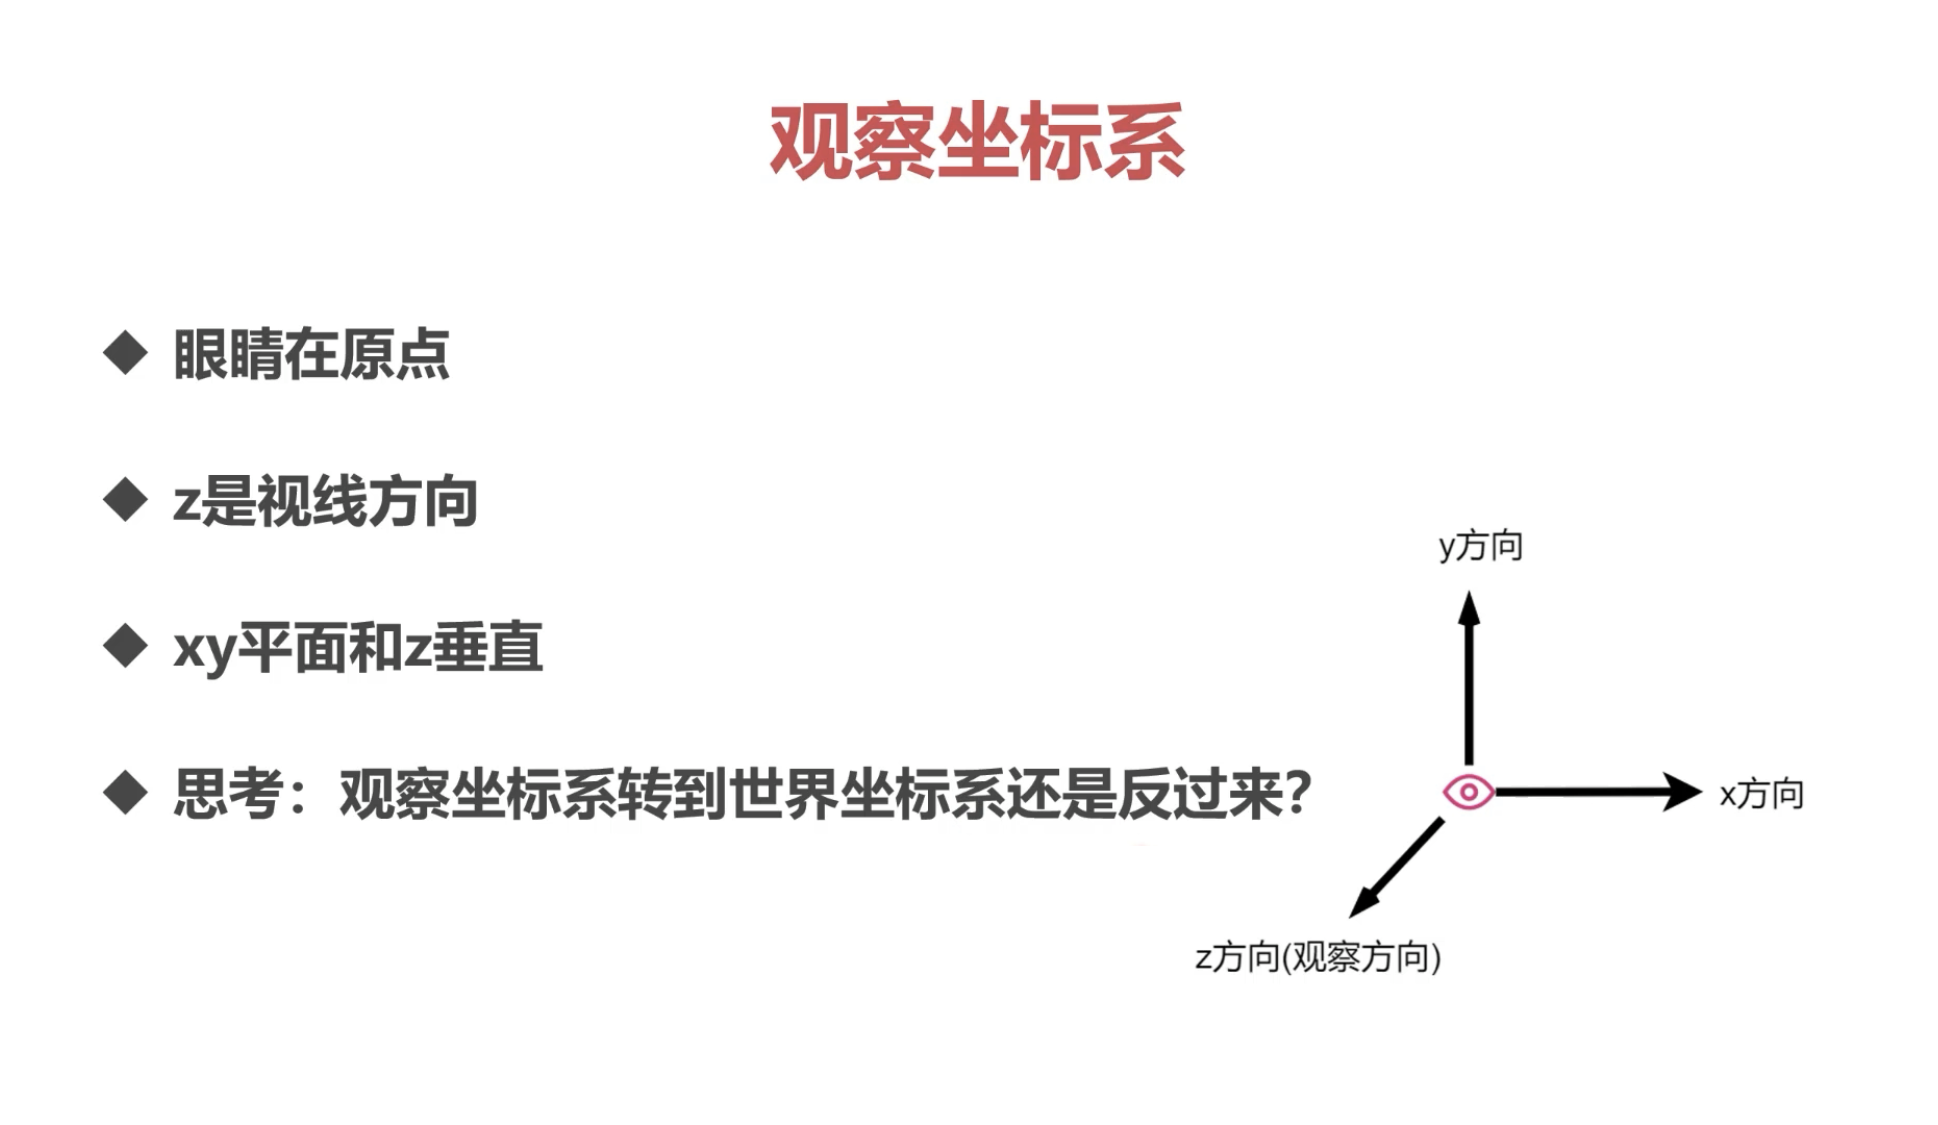 观察坐标系
眼睛在原点
z是视线方向
xy平面和z垂直
思考：观察坐标系转到世界坐标系还是反过来？
y方向
x方向
z方向(观察方向)